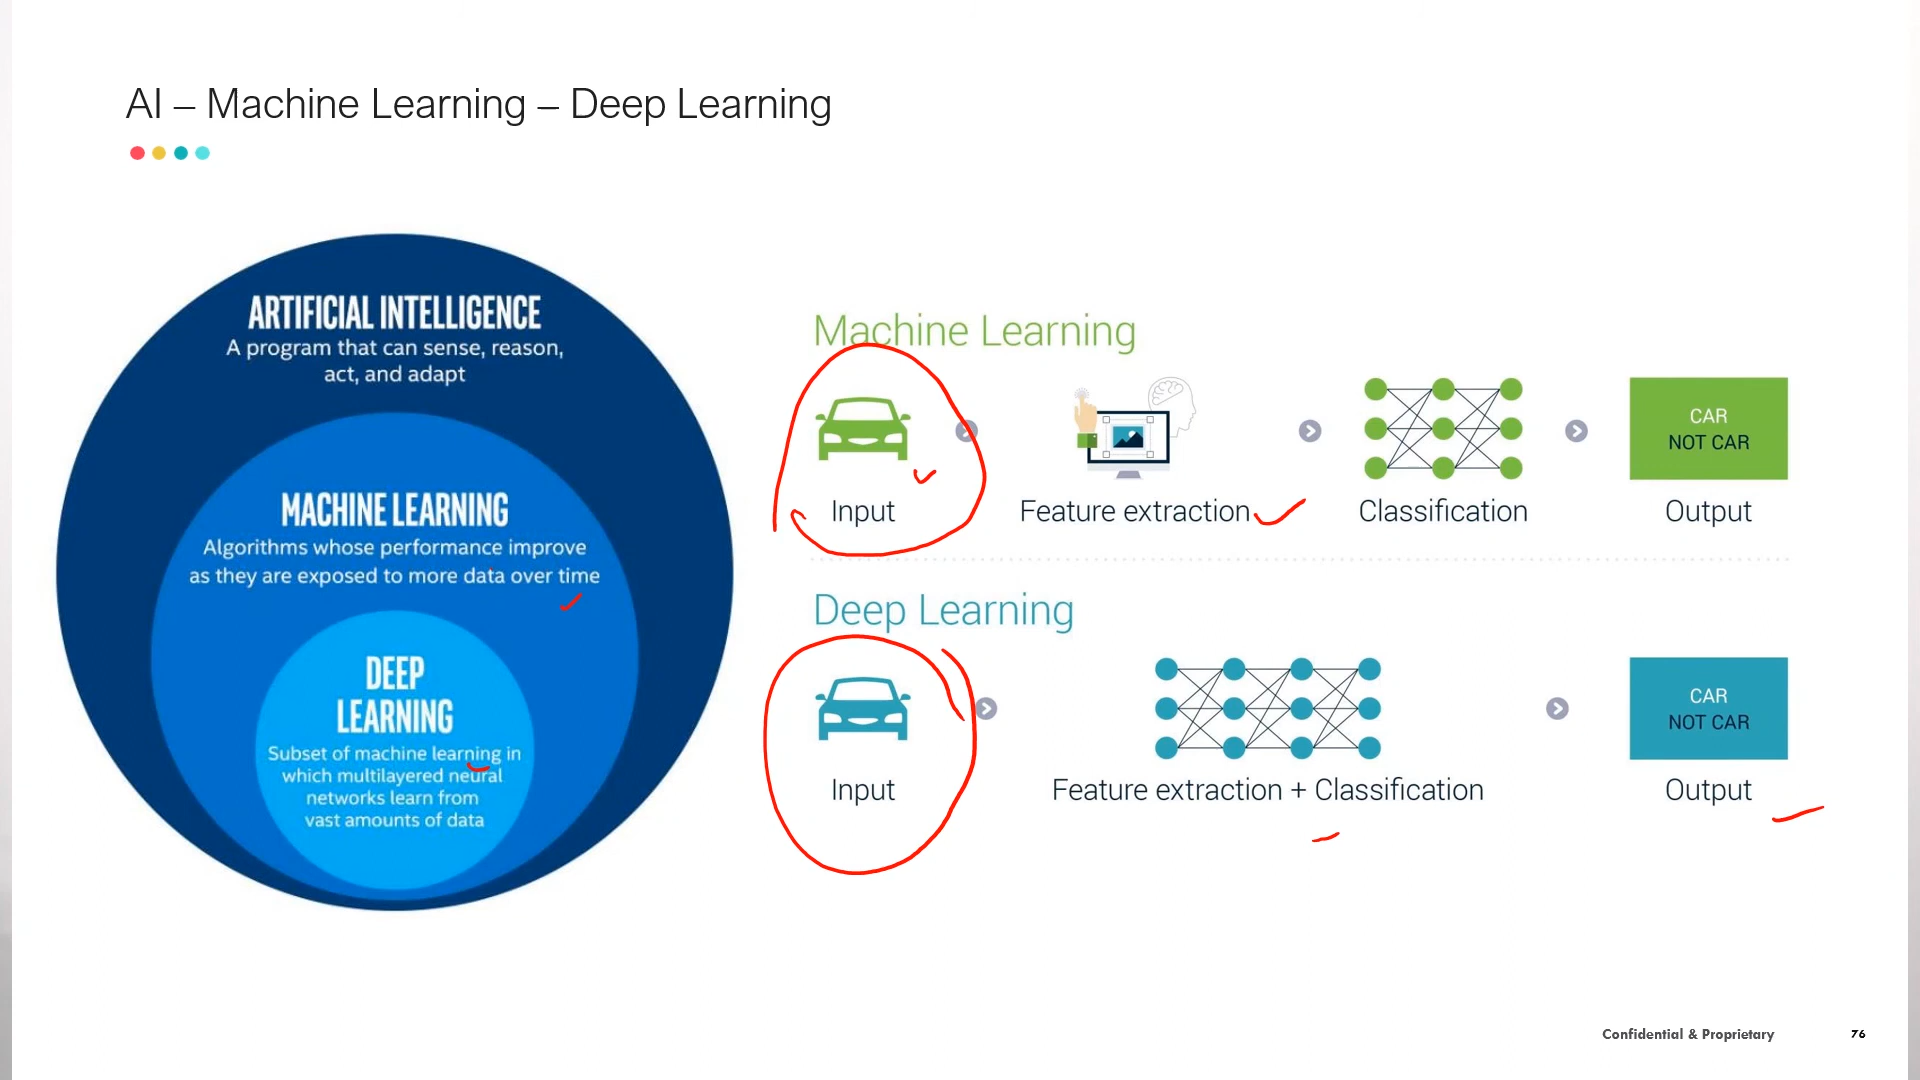 AI – Machine Learning – Deep Learning
ARTIFICIAL INTELLIGENCE
A program that can sense, reason,
act, and adapt
MACHINE LEARNING
Algorithms whose performance improve
as they are exposed to more data over time
DEEP
LEARNING
Subset of machine learning in
which multilayered neural
networks learn from
vast amounts of data
Machine Learning
CAR
NOT CAR
Input
Feature extraction
Classification
Output
Deep Learning
CAR
NOT CAR
Input
Feature extraction + Classification
Output
Confidential & Proprietary
76